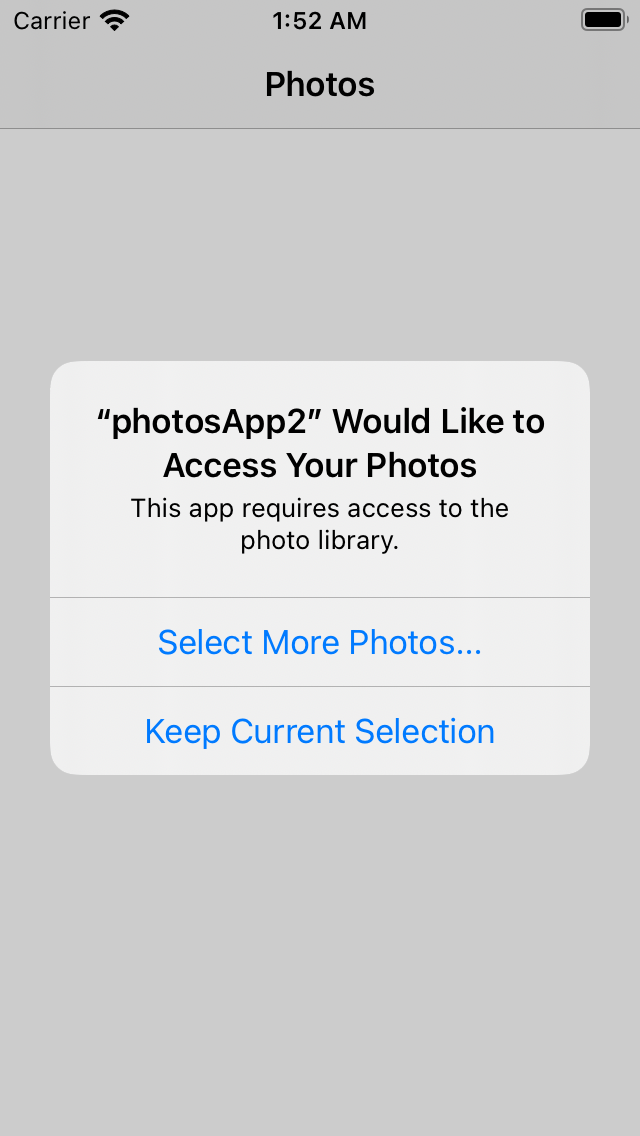 Carrier 1:52 AM
Photos
“photosApp2” Would Like to
Access Your Photos
This app requires access to the
photo library.
Select More Photos...
Keep Current Selection